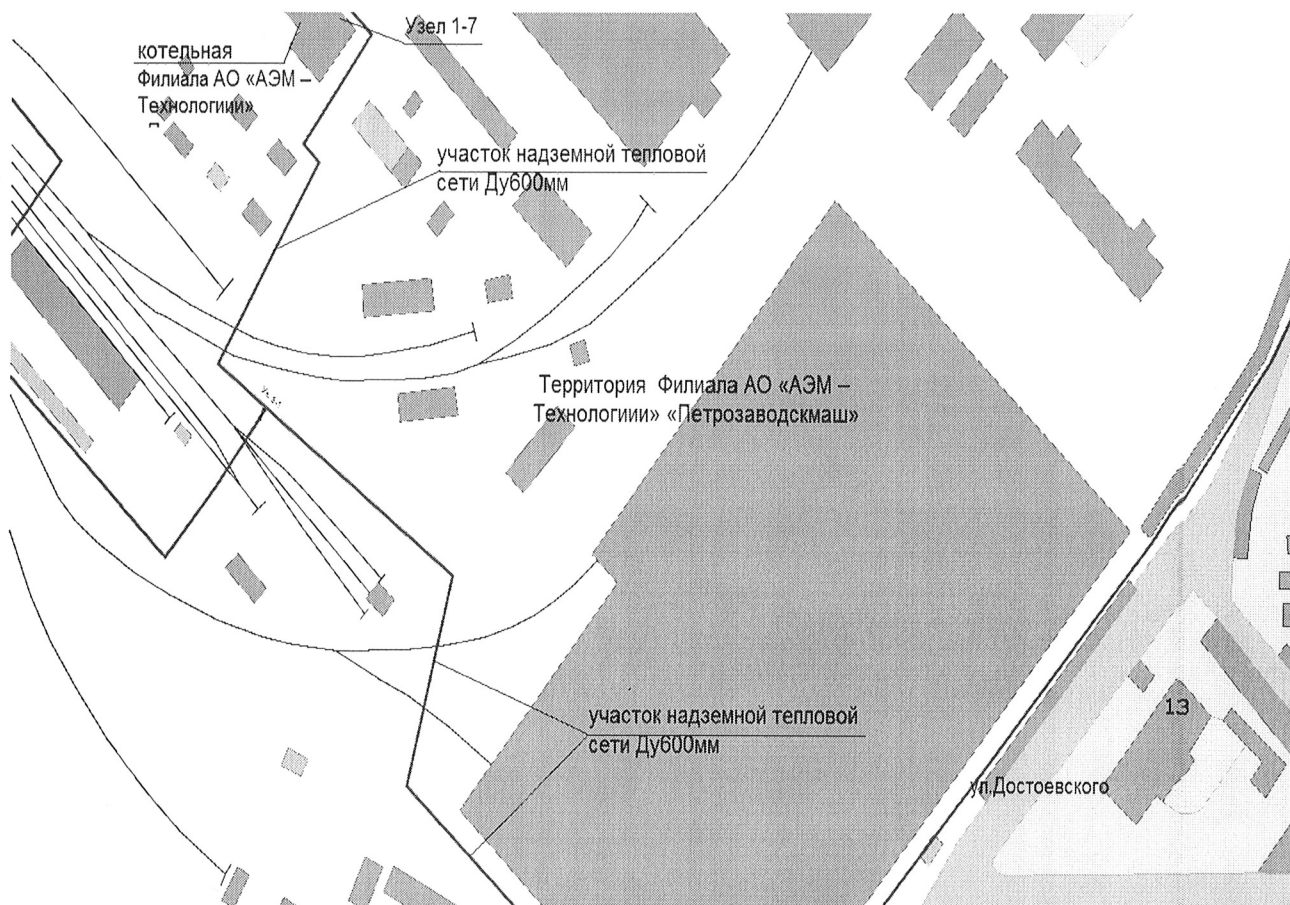 Узел 1-7
котельная
Филиала АО «АЭМ –
Технологиии»
участок надземной тепловой
сети Ду600мм
Территория Филиала АО «АЭМ –
Технологиии» «Петрозаводскмаш»
участок надземной тепловой
сети Ду600мм
13
ул.Достоевского